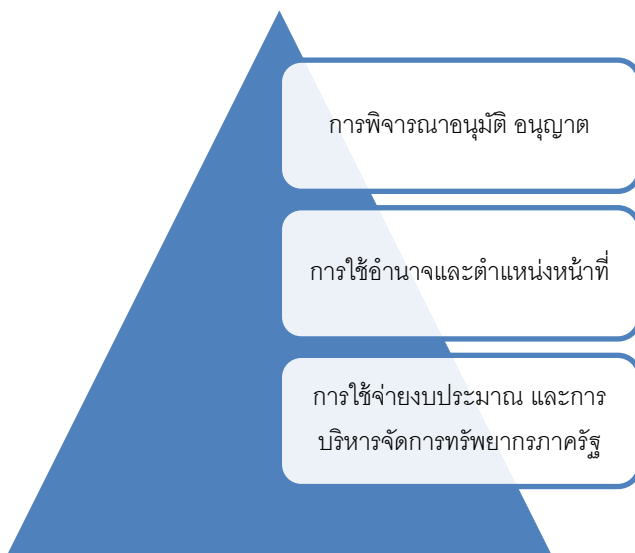 การพิจารณาอนุมัติ อนุญาต
การใช้อำนาจและตำแหน่งหน้าที่
การใช้จ่ายงบประมาณ และการ
บริหารจัดการทรัพยากรภาครัฐ